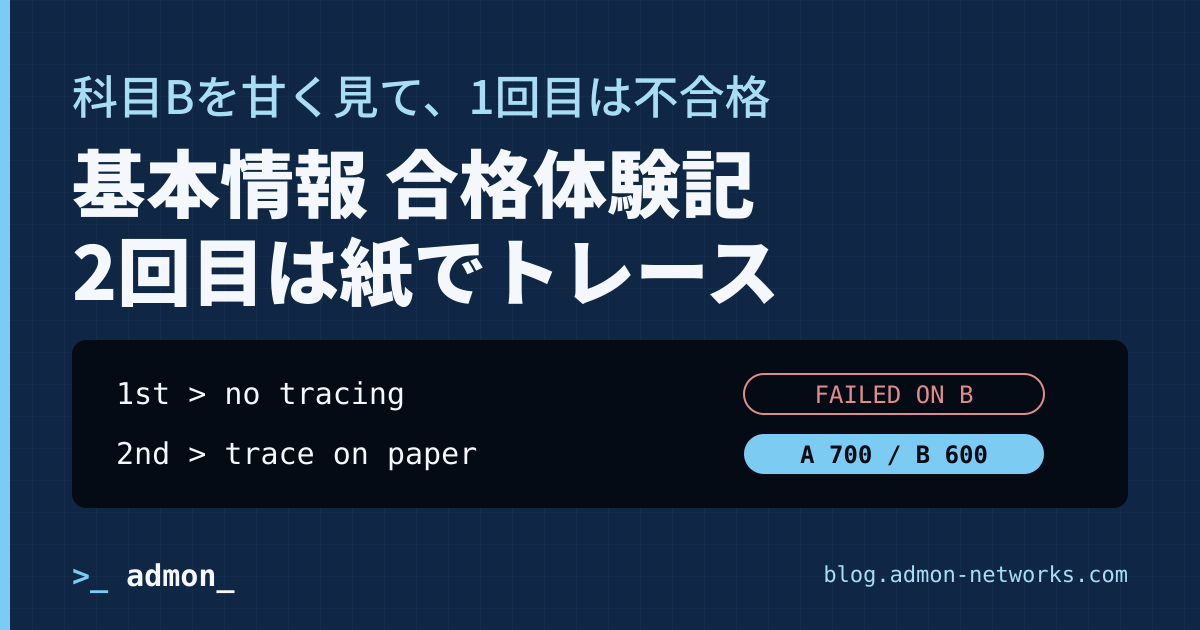 科目Bを甘く見て、1回目は不合格
基本情報 合格体験記
2回目は紙でトレース
1st > no tracing
FAILED ON B
2nd > trace on paper
A 700 / B 600
>_ admon_
blog.admon-networks.com